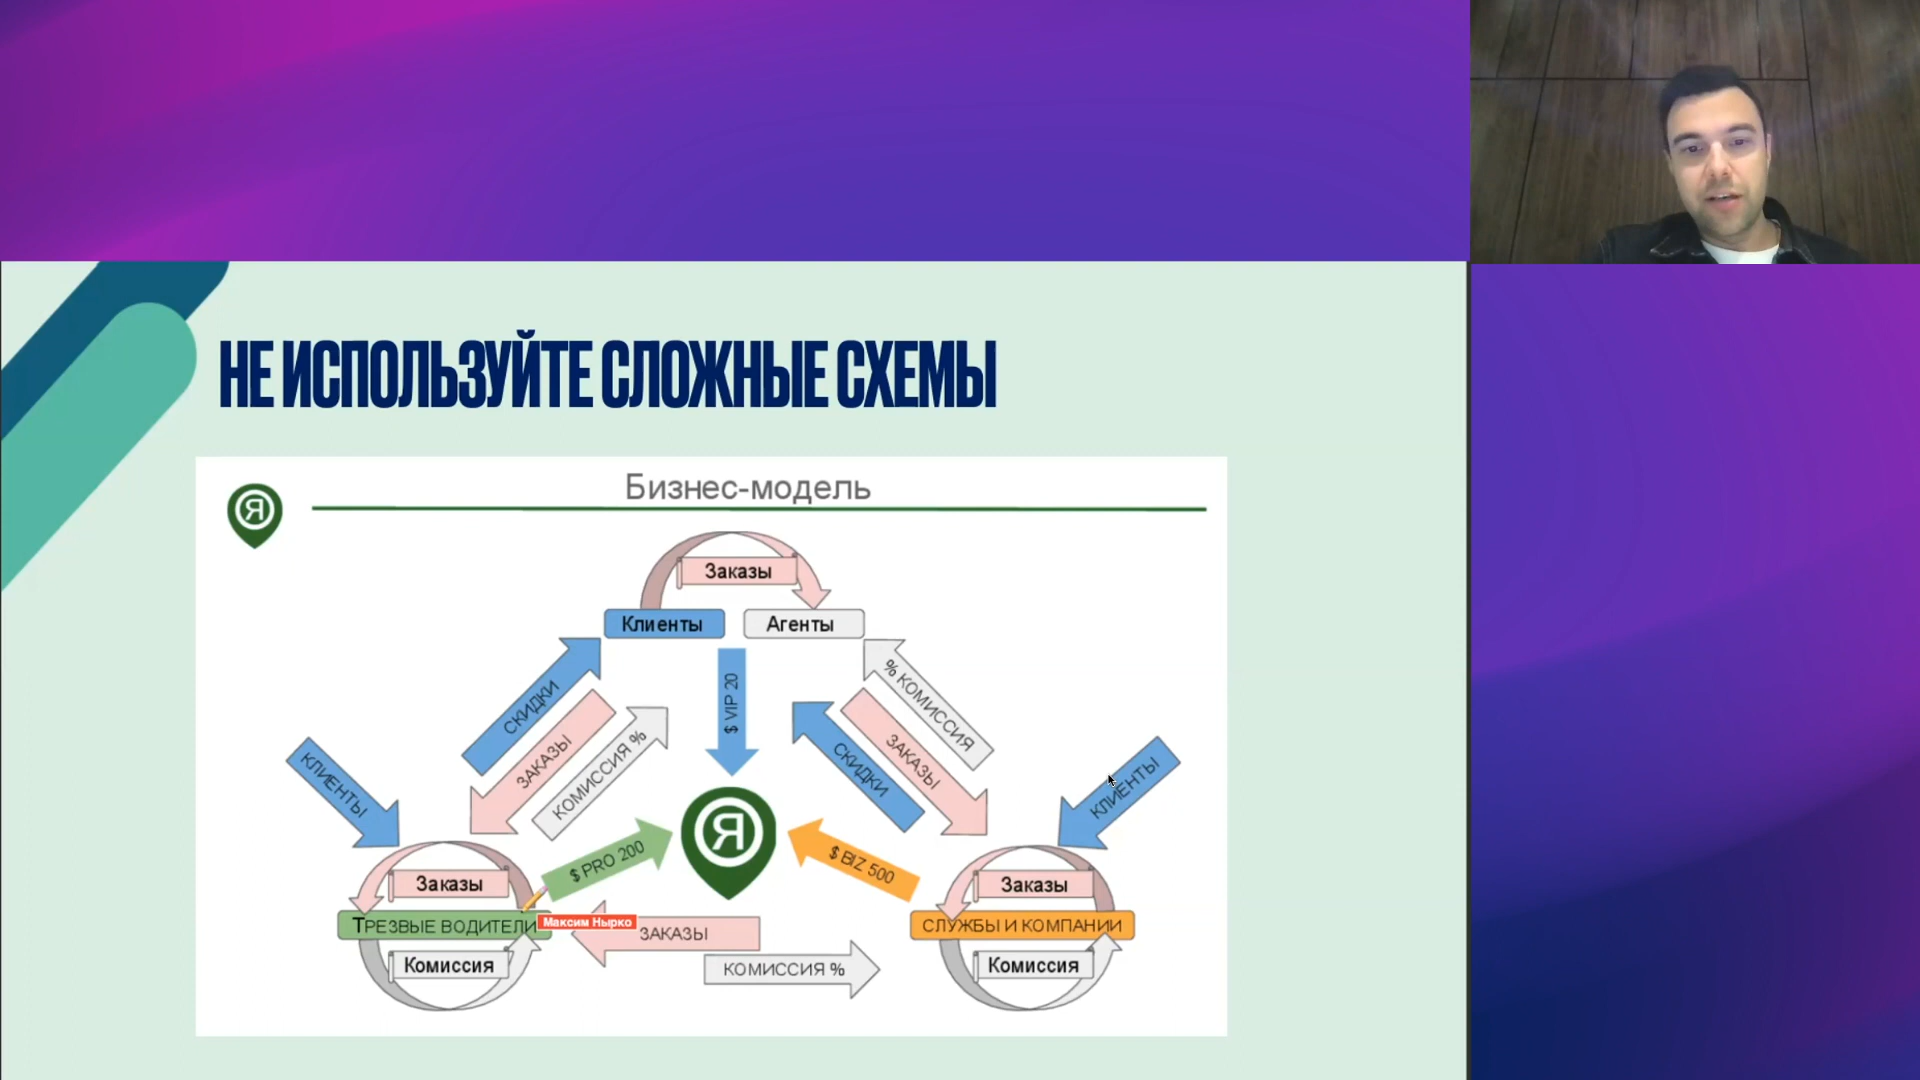 НЕ ИСПОЛЬЗУЙТЕ СЛОЖНЫЕ СХЕМЫ
Бизнес-модель
Я
Заказы
Клиенты
Агенты
СКИДКИ
ЗАКАЗЫ
КОМИССИЯ %
$ VIP 20
СКИДКИ
ЗАКАЗЫ
% КОМИССИЯ
КЛИЕНТЫ
КЛИЕНТЫ
Я
$ PRO 200
$ BIZ 500
Заказы
ТРЕЗВЫЕ ВОДИТЕЛИ
Комиссия
Максим Нырко
ЗАКАЗЫ
КОМИССИЯ %
Заказы
СЛУЖБЫ И КОМПАНИИ
Комиссия